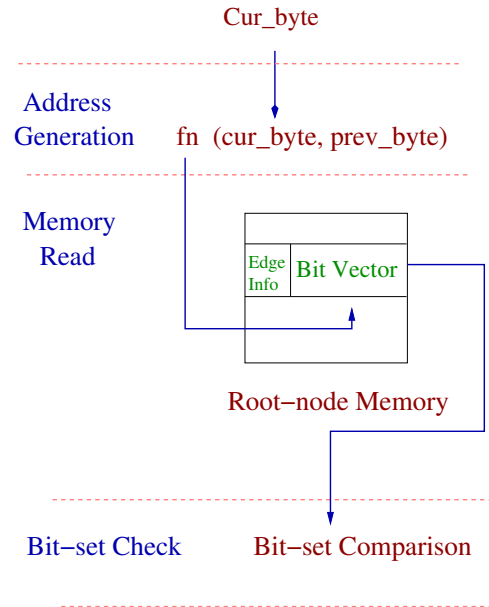 Cur_byte
Address
Generation
fn (cur_byte, prev_byte)
Memory
Read
Edge
Info
Bit Vector
Root-node Memory
Bit-set Check
Bit-set Comparison